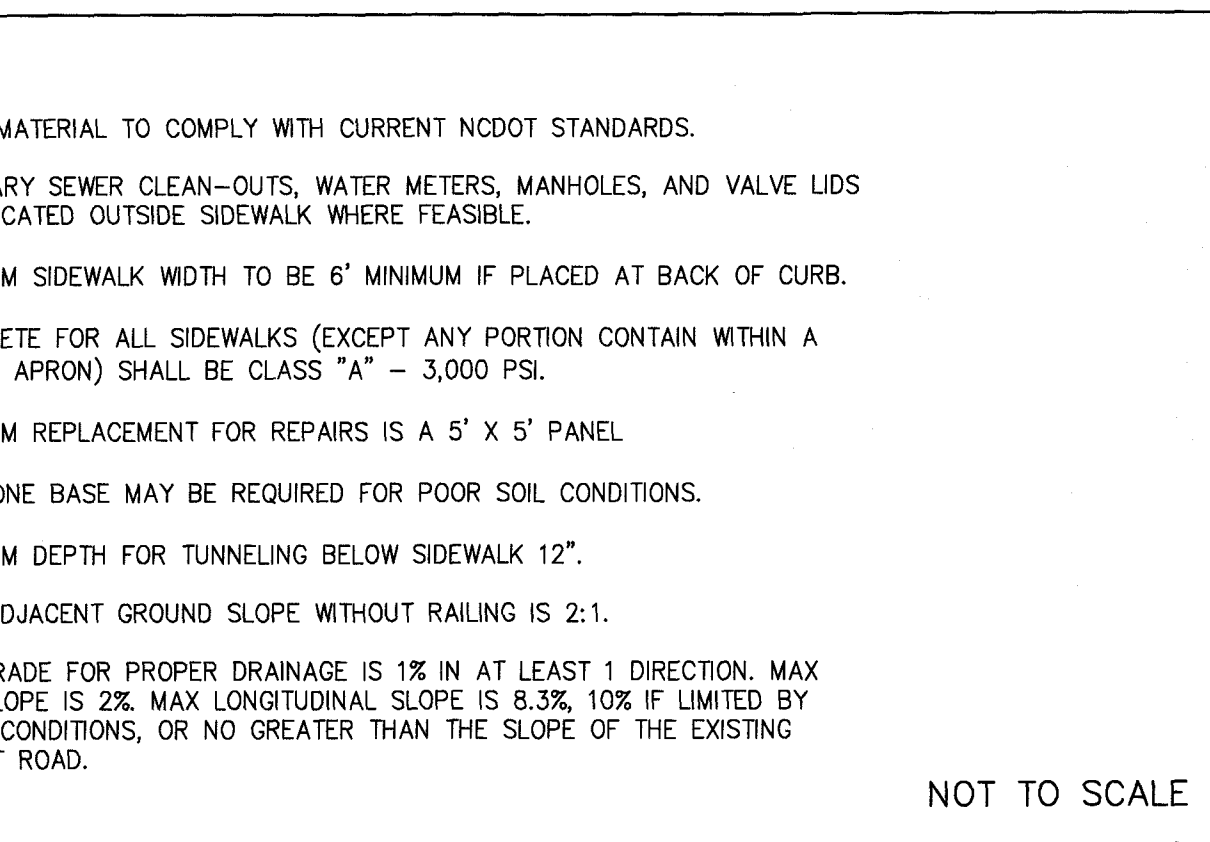 MATERIAL TO COMPLY WITH CURRENT NCDOT STANDARDS.
ARY SEWER CLEAN-OUTS, WATER METERS, MANHOLES, AND VALVE LIDS
CATED OUTSIDE SIDEWALK WHERE FEASIBLE.
M SIDEWALK WIDTH TO BE 6' MINIMUM IF PLACED AT BACK OF CURB.
ETE FOR ALL SIDEWALKS (EXCEPT ANY PORTION CONTAIN WITHIN A
APRON) SHALL BE CLASS "A" – 3,000 PSI.
M REPLACEMENT FOR REPAIRS IS A 5' X 5' PANEL
ONE BASE MAY BE REQUIRED FOR POOR SOIL CONDITIONS.
M DEPTH FOR TUNNELING BELOW SIDEWALK 12".
DJACENT GROUND SLOPE WITHOUT RAILING IS 2:1.
RADE FOR PROPER DRAINAGE IS 1% IN AT LEAST 1 DIRECTION. MAX
LOPE IS 2%. MAX LONGITUDINAL SLOPE IS 8.3%, 10% IF LIMITED BY
CONDITIONS, OR NO GREATER THAN THE SLOPE OF THE EXISTING
T ROAD.
NOT TO SCALE